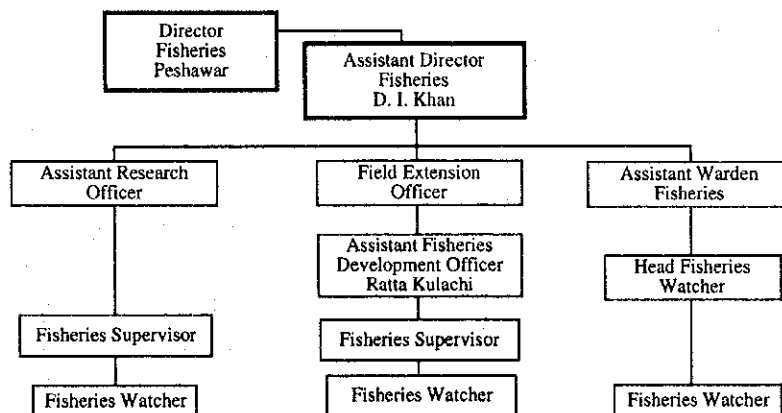 Director
Fisheries
Peshawar
Assistant Director
Fisheries
D. I. Khan
Assistant Research
Officer
Field Extension
Officer
Assistant Warden
Fisheries
Assistant Fisheries
Development Officer
Ratta Kulachi
Head Fisheries
Watcher
Fisheries Supervisor
Fisheries Supervisor
Fisheries Watcher
Fisheries Watcher
Fisheries Watcher